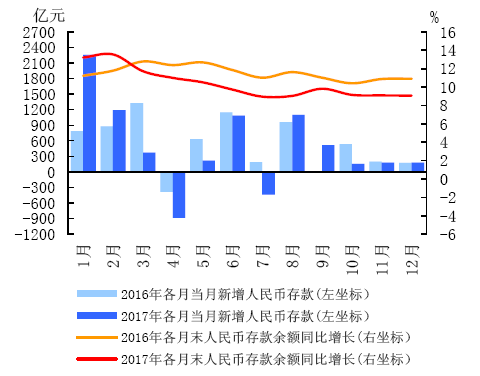 亿元
%
2700
2400
2100
1800
1500
1200
900
600
300
0
-300
-600
-900
-1200
16
14
12
10
8
6
4
2
0
-2
-4
-6
1月
2月
3月
4月
5月
6月
7月
8月
9月
10月
11月
12月
2016年各月当月新增人民币存款(左坐标)
2017年各月当月新增人民币存款(左坐标)
2016年各月末人民币存款余额同比增长(右坐标)
2017年各月末人民币存款余额同比增长(右坐标)